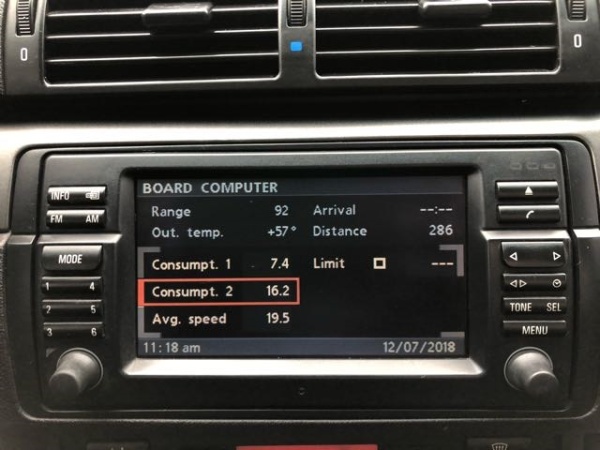 0
0
INFO
FM AM
MODE
1 4
2 5
3 6
BOARD COMPUTER
Range 92 Arrival --:--
Out. temp. +57° Distance 286
Consumpt. 1 7.4 Limit ---
Consumpt. 2 16.2
Avg. speed 19.5
11:18 am 12/07/2018
TONE SEL
MENU